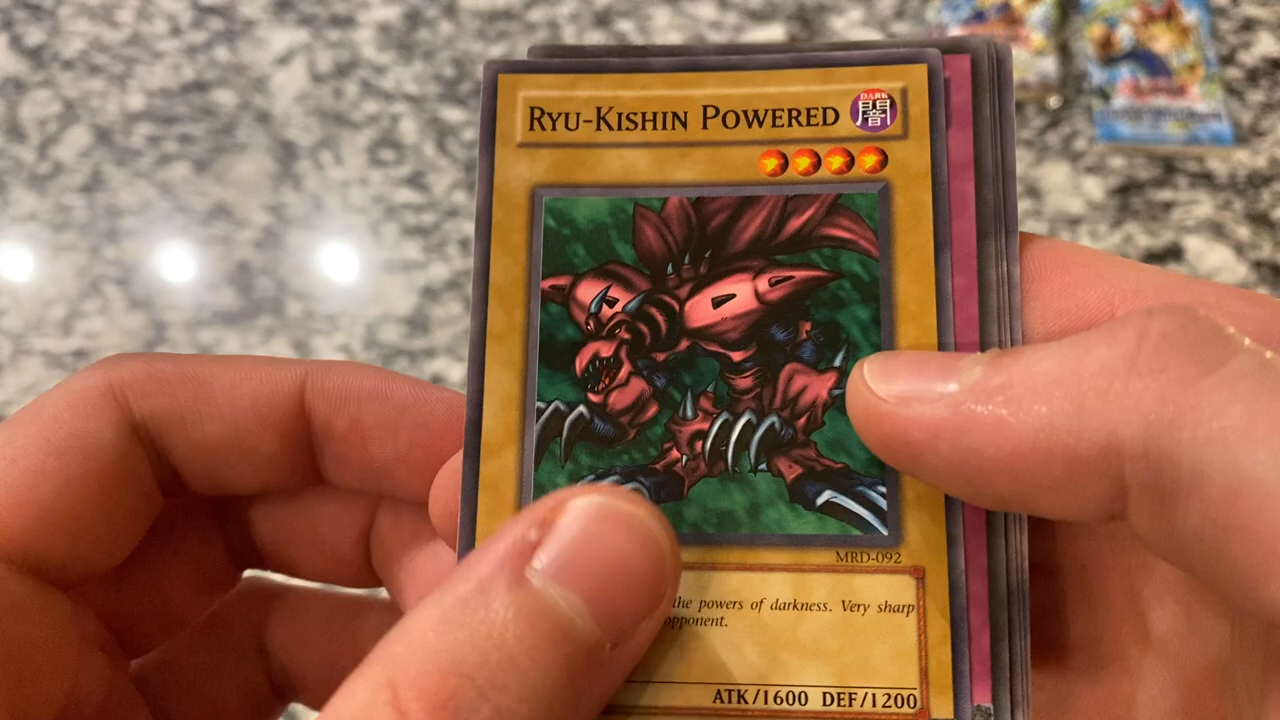 RYU-KISHIN POWERED
DARK
闇
MRD-092
the powers of darkness. Very sharp
opponent.
ATK/1600 DEF/1200